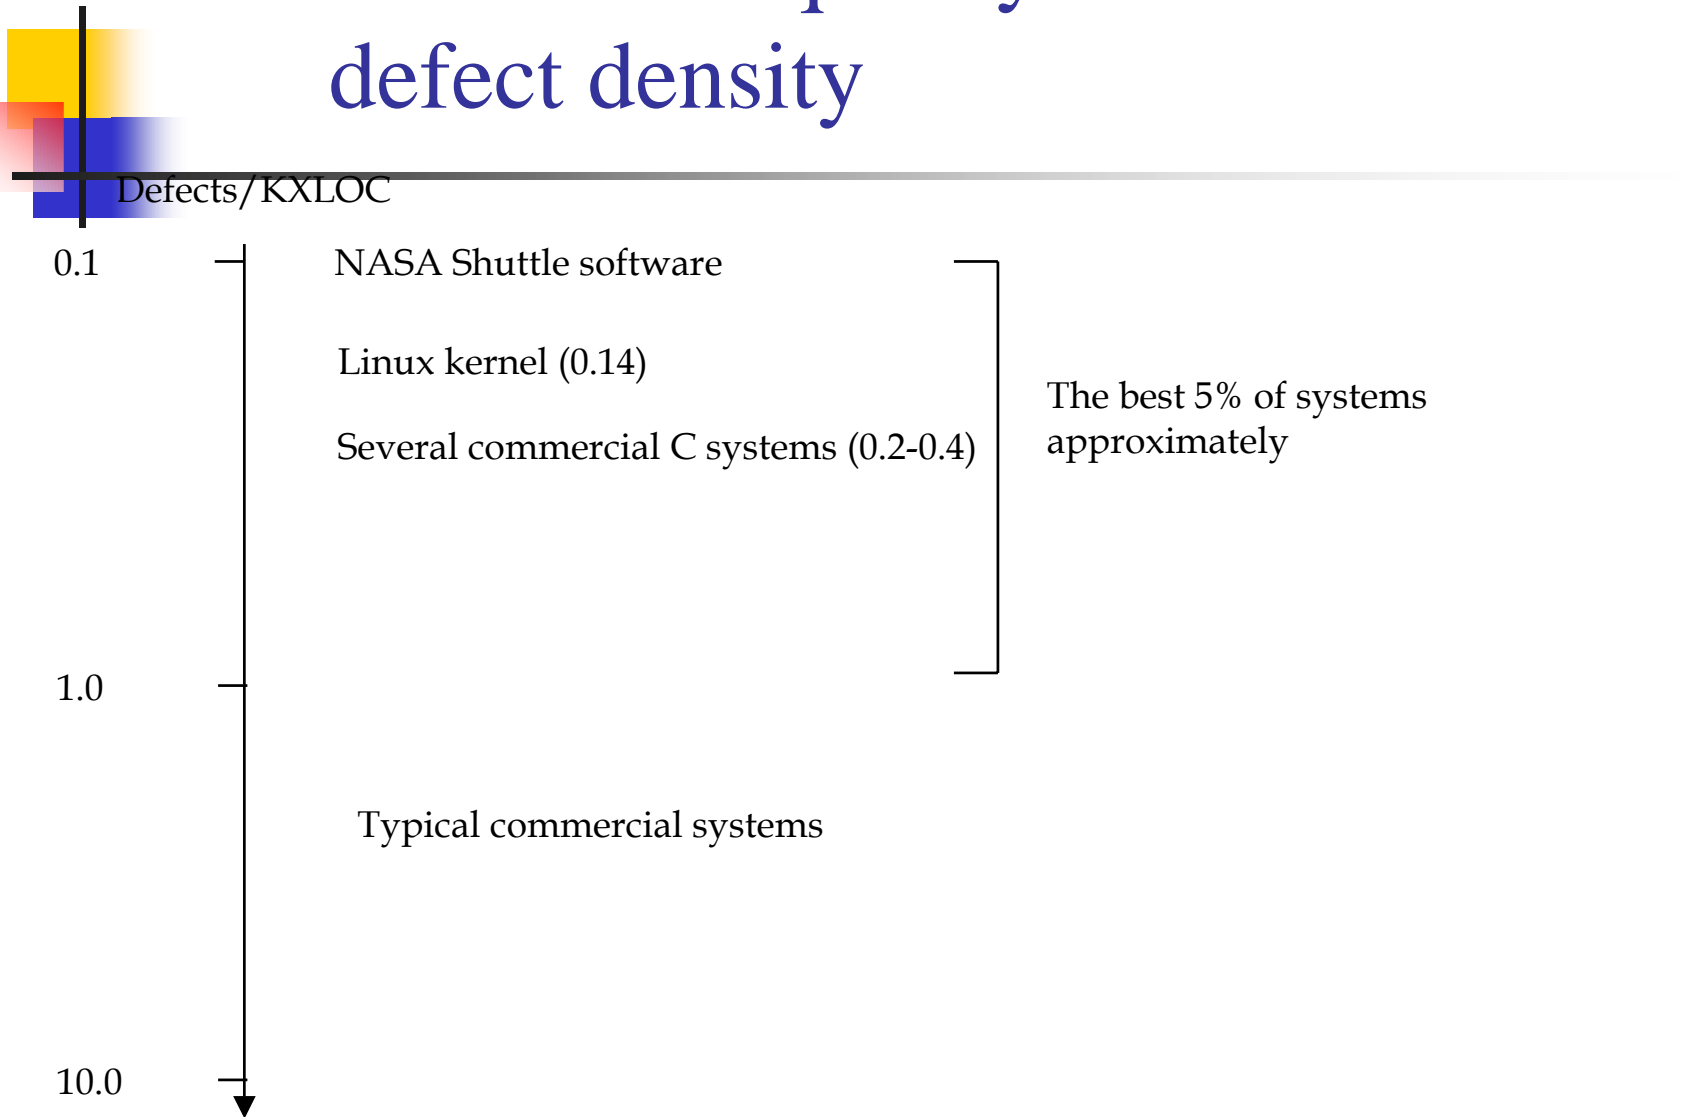 defect density
Defects/KXLOC
0.1
NASA Shuttle software
Linux kernel (0.14)
The best 5% of systems
approximately
Several commercial C systems (0.2-0.4)
1.0
Typical commercial systems
10.0